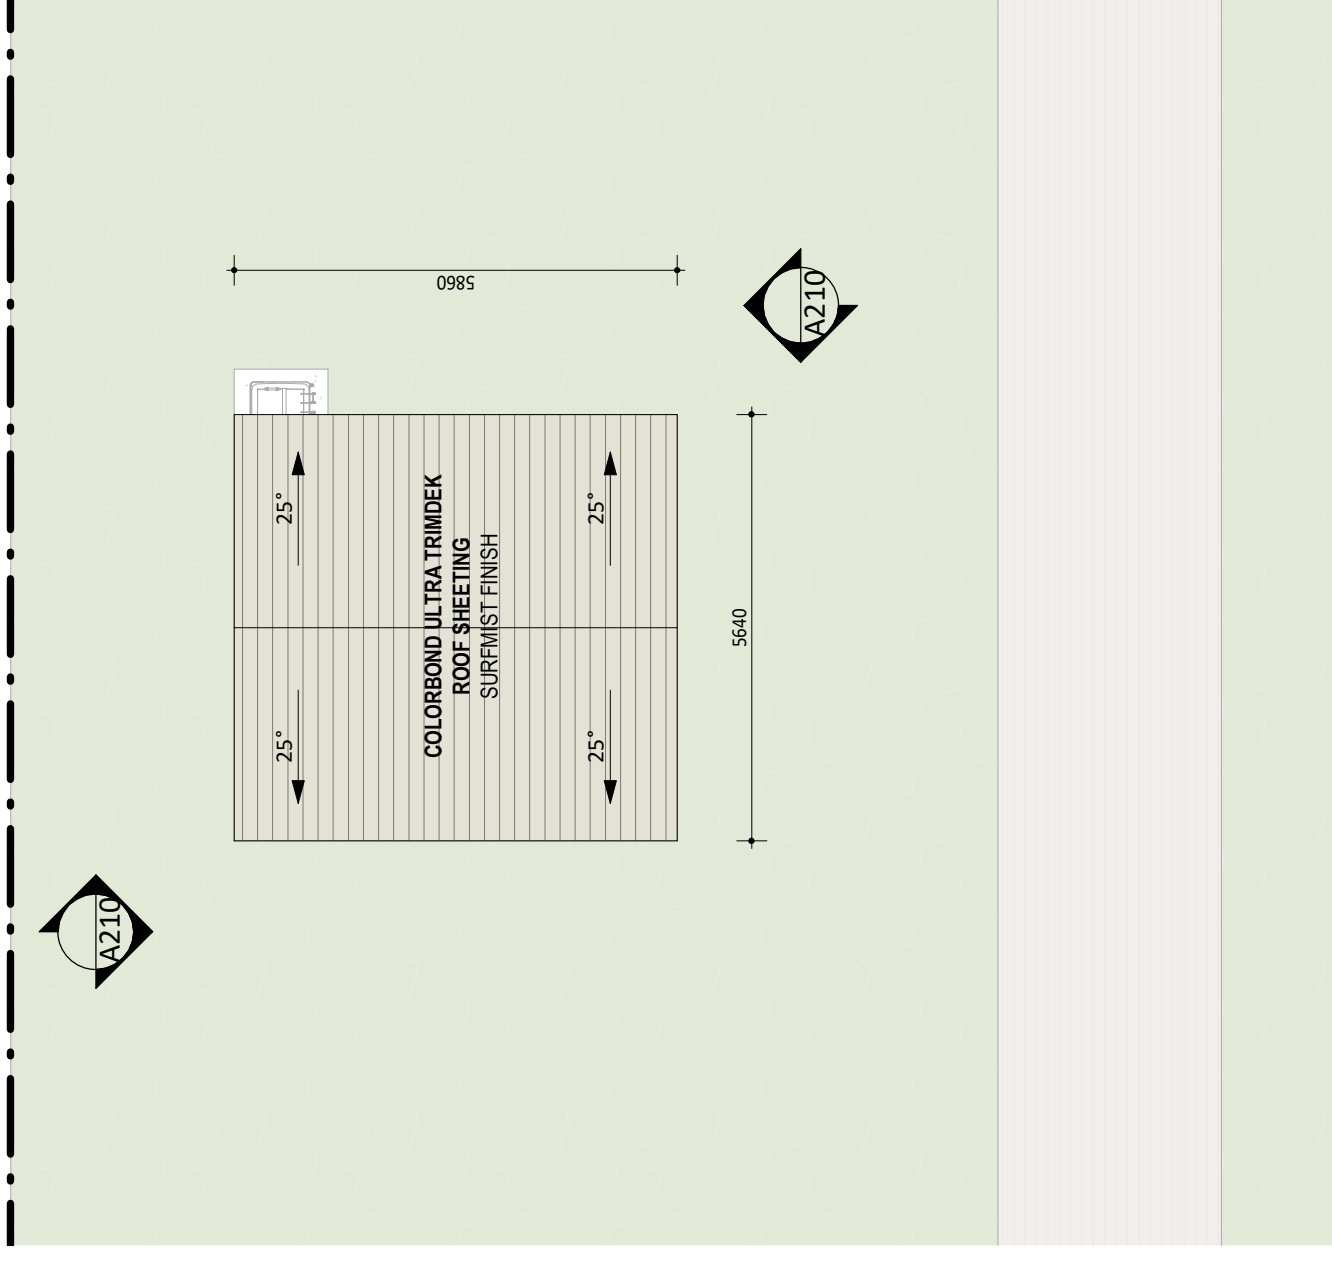 5860
A210
25°
25°
COLORBOND ULTRA TRIMDEK
ROOF SHEETING
SURFMIST FINISH
5640
25°
25°
A210